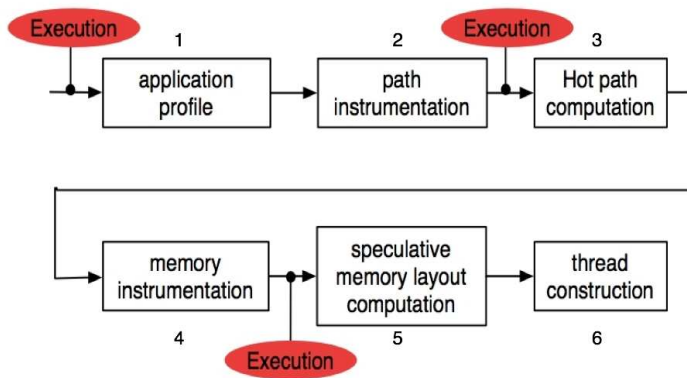 Execution
1
2
Execution
3
application
profile
path
instrumentation
Hot path
computation
memory
instrumentation
speculative
memory layout
computation
thread
construction
4
Execution
5
6